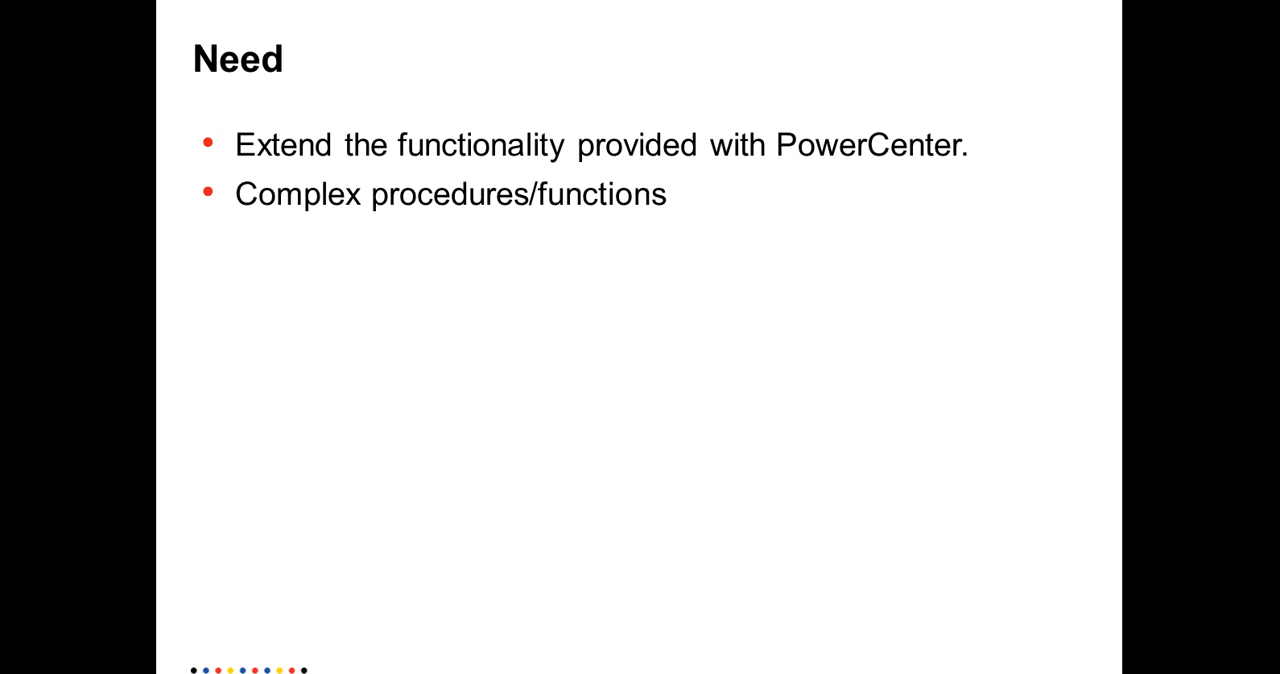 Need
• Extend the functionality provided with PowerCenter.
• Complex procedures/functions